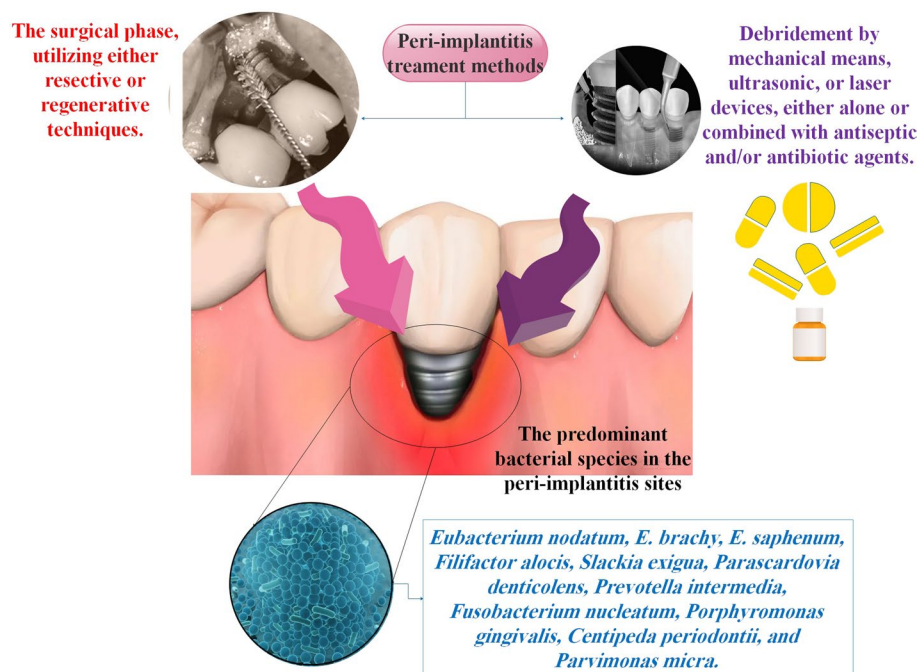 The surgical phase,
utilizing either
resective or
regenerative
techniques.
Peri-implantitis
treament methods
Debridement by
mechanical means,
ultrasonic, or laser
devices, either alone or
combined with antiseptic
and/or antibiotic agents.
The predominant
bacterial species in the
peri-implantitis sites
Eubacterium nodatum, E. brachy, E. saphenum,
Filifactor alocis, Slackia exigua, Parascardovia
denticolens, Prevotella intermedia,
Fusobacterium nucleatum, Porphyromonas
gingivalis, Centipeda periodontii, and
Parvimonas micra.